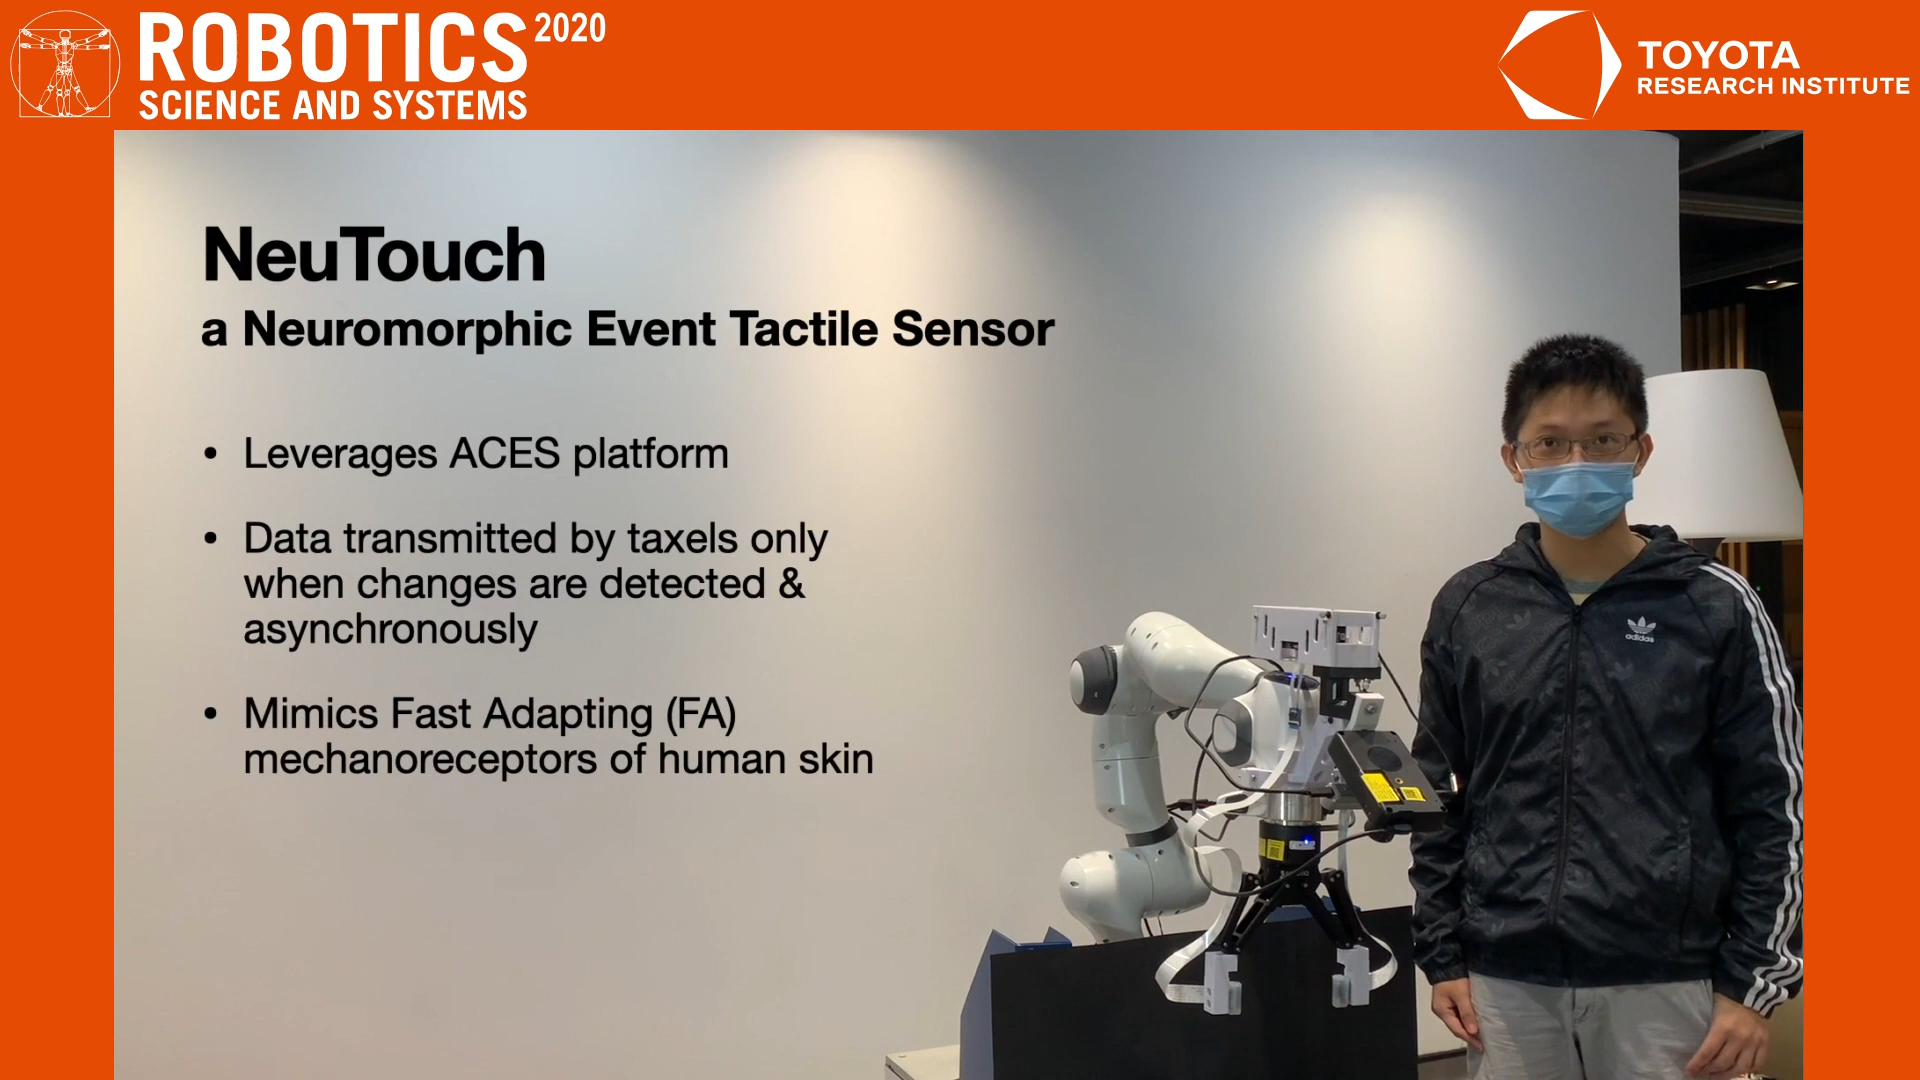 ROBOTICS 2020
SCIENCE AND SYSTEMS
TOYOTA
RESEARCH INSTITUTE
NeuTouch
a Neuromorphic Event Tactile Sensor
• Leverages ACES platform
• Data transmitted by taxels only
when changes are detected &
asynchronously
• Mimics Fast Adapting (FA)
mechanoreceptors of human skin
adidas